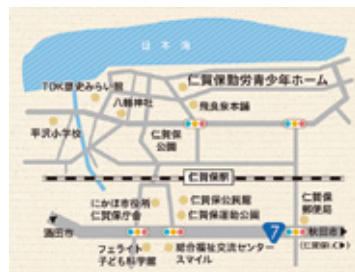 日本海
TDK歴史みらい館
仁賀保勤労青少年ホーム
八幡神社
飛良泉本舗
平沢小学校
仁賀保
公園
仁賀保駅
にかほ市役所
仁賀保庁舎
仁賀保公民館
仁賀保運動公園
仁賀保
郵便局
酒田市
7
秋田市
(仁賀保I.C)
フェライト
子ども科学館
総合福祉交流センター
スマイル